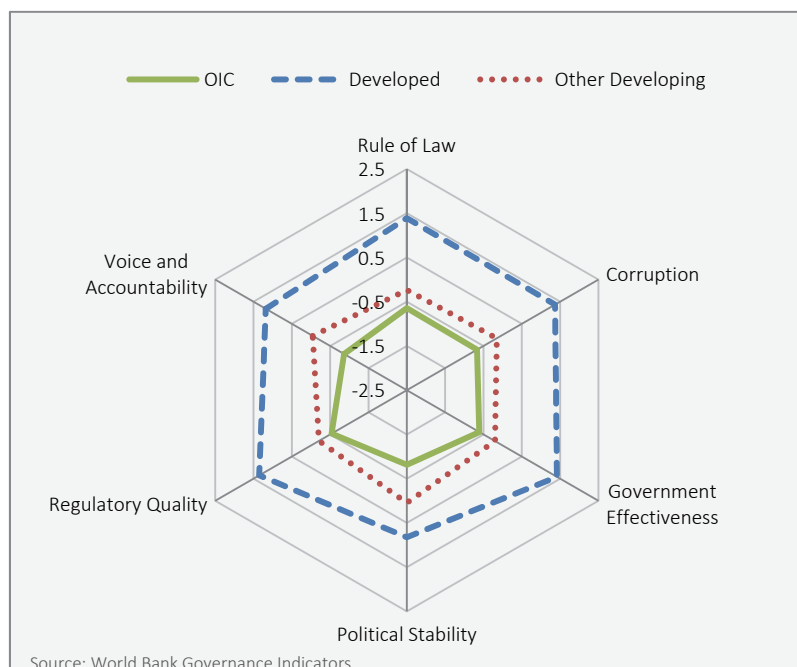 OIC
Developed
Other Developing
Rule of Law
2.5
1.5
0.5
-0.5
-1.5
-2.5
Voice and
Accountability
Corruption
Regulatory Quality
Government
Effectiveness
Political Stability
Source: World Bank Governance Indicators